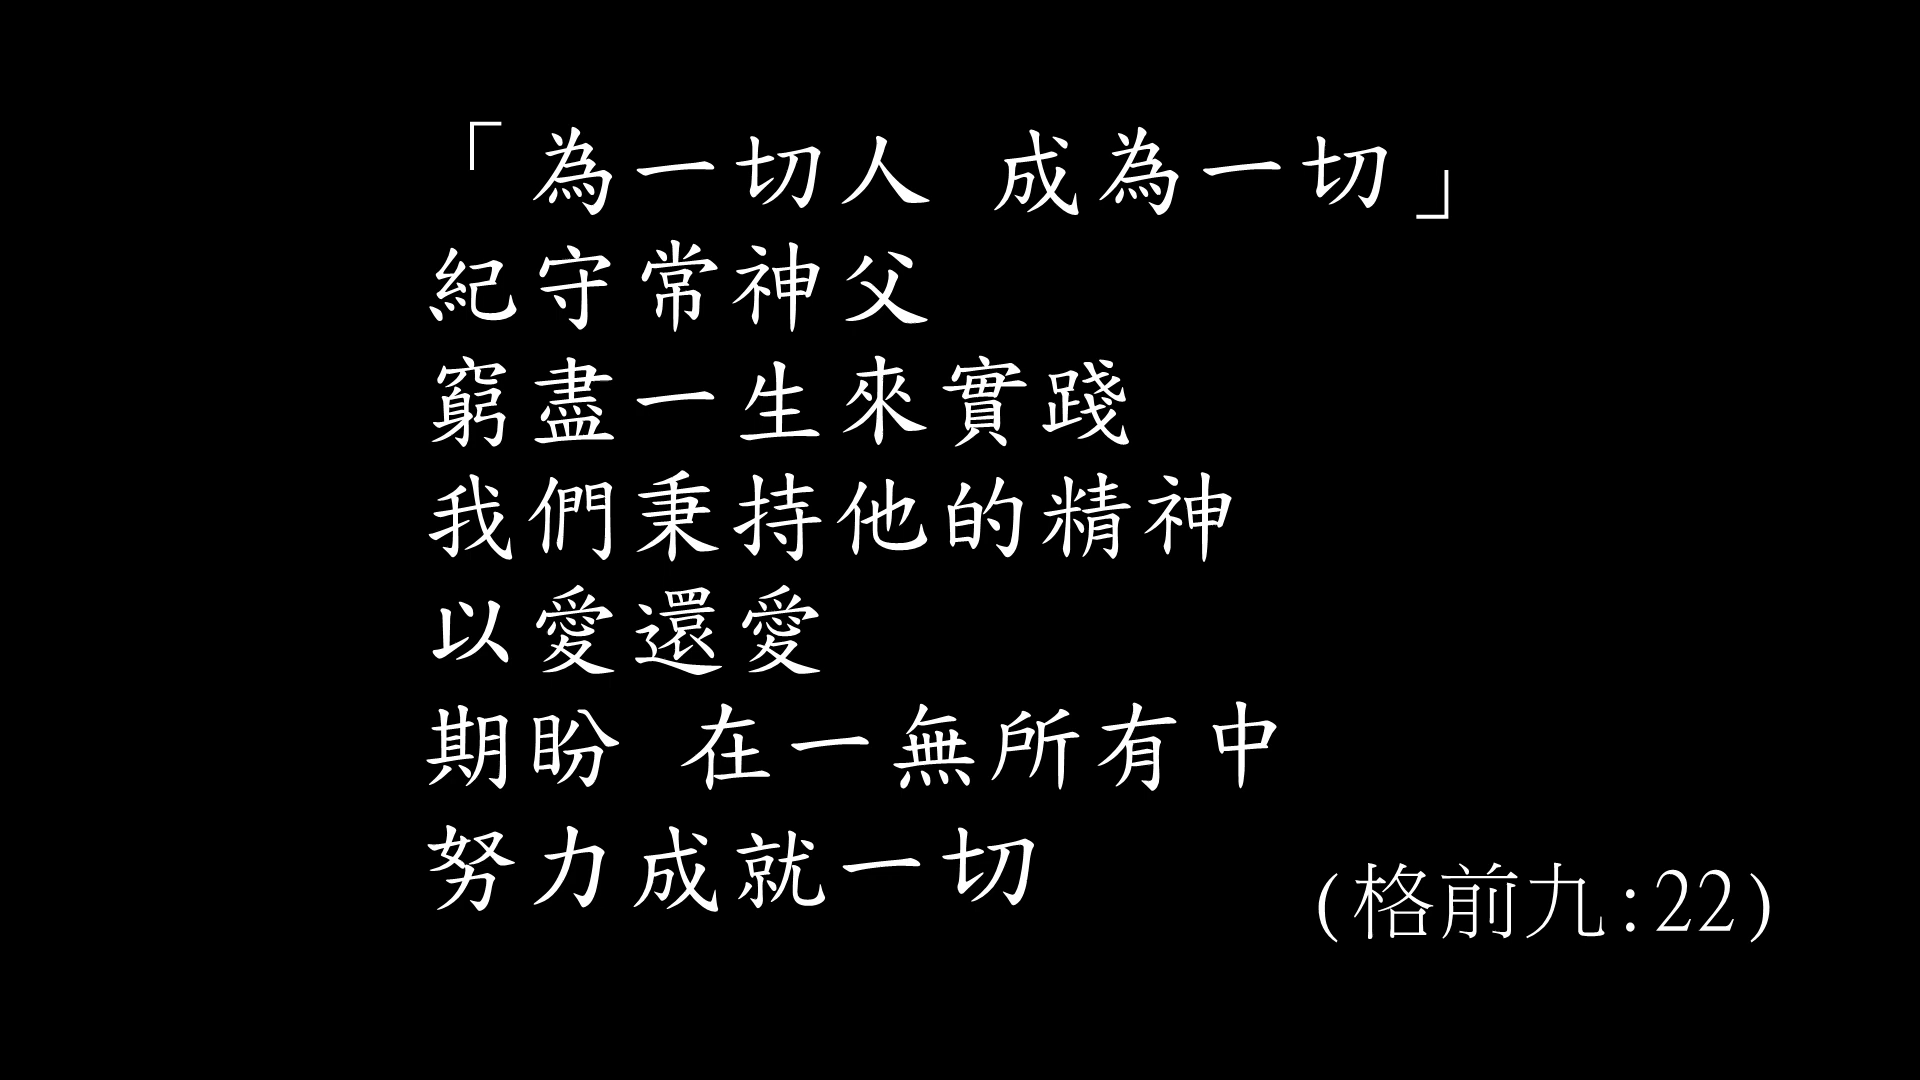 「為一切人 成為一切」
紀守常神父
窮盡一生來實踐
我們秉持他的精神
以愛還愛
期盼 在一無所有中
努力成就一切
(格前九:22)